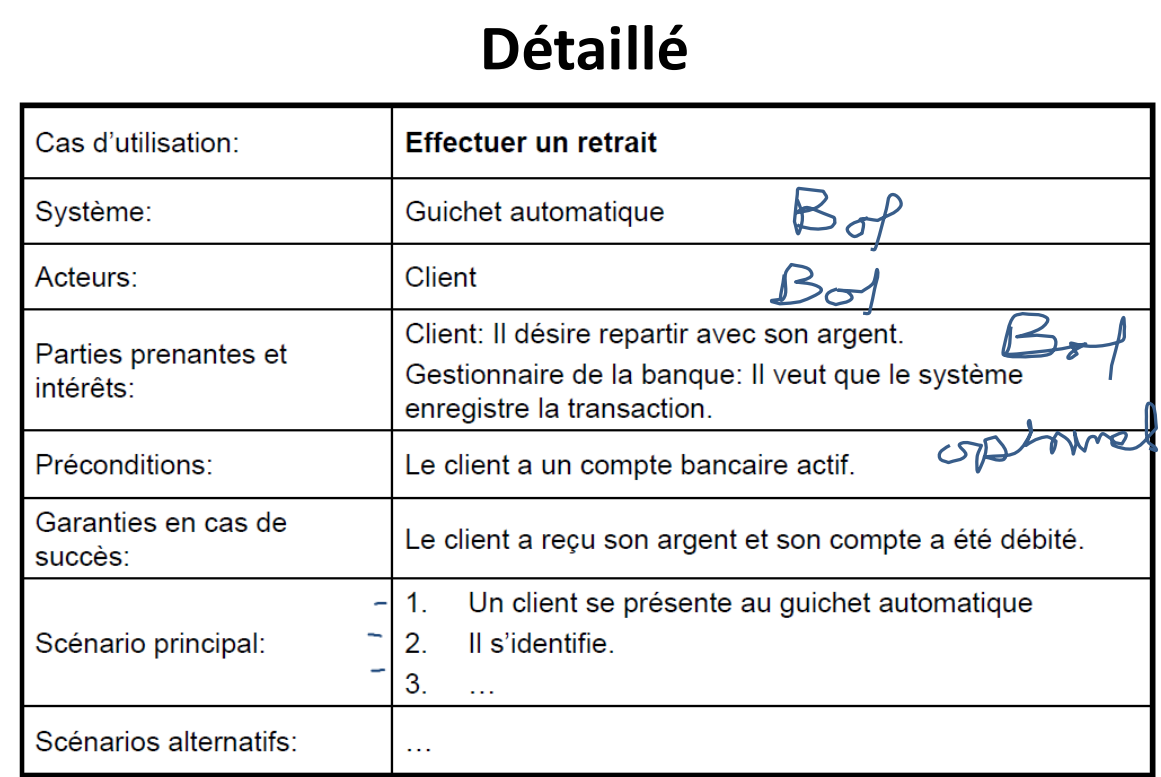 Détaillé
Cas d'utilisation:
Effectuer un retrait
Système:
Guichet automatique
Bof
Acteurs:
Client
Bof
Parties prenantes et
intérêts:
Client: Il désire repartir avec son argent.
Bof
Gestionnaire de la banque: Il veut que le système
enregistre la transaction.
Préconditions:
Le client a un compte bancaire actif.
optionnel
Garanties en cas de
succès:
Le client a reçu son argent et son compte a été débité.
Scénario principal:
- 1. Un client se présente au guichet automatique
- 2. Il s'identifie.
- 3. …
Scénarios alternatifs:
…